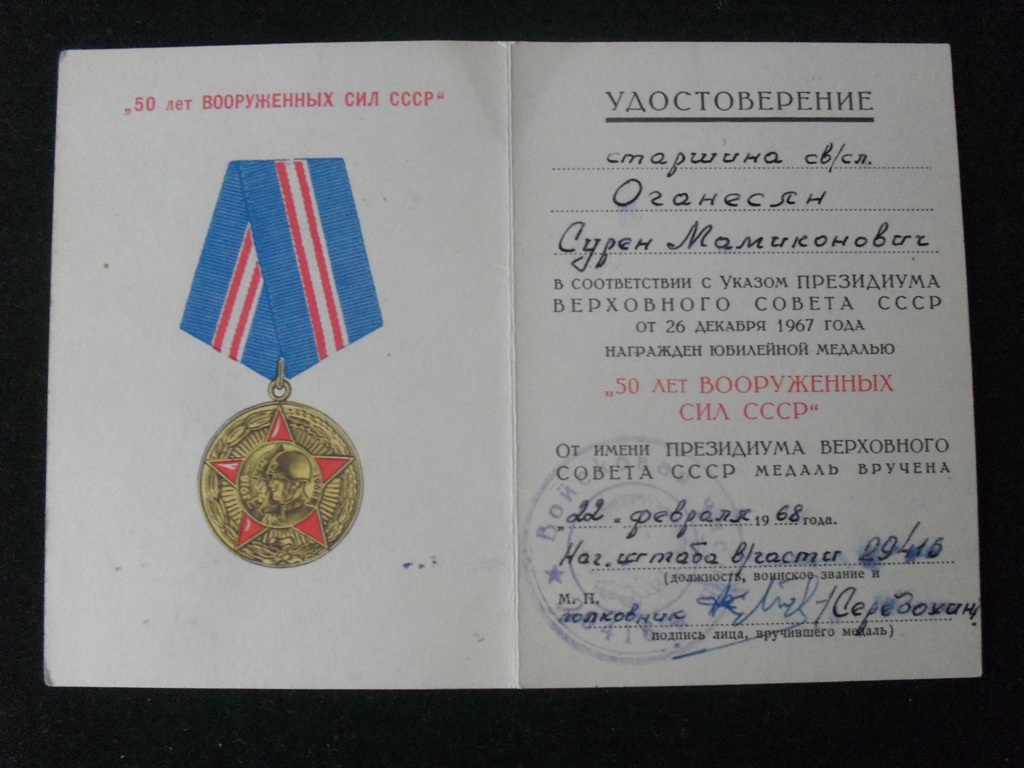 „50 лет ВООРУЖЕННЫХ СИЛ СССР“
УДОСТОВЕРЕНИЕ
старшина св/сл.
Оганесян
Сурен Мамиконович
в соответствии с Указом ПРЕЗИДИУМА
ВЕРХОВНОГО СОВЕТА СССР
от 26 декабря 1967 года
награжден юбилейной медалью
„50 лет ВООРУЖЕННЫХ
СИЛ СССР“
От имени ПРЕЗИДИУМА ВЕРХОВНОГО
СОВЕТА СССР медаль вручена
„22“ февраля 1968 года.
Нач. штаба в/части 29416
(должность, воинское звание и
М. П.
полковник /Середохин/
подпись лица, вручившего медаль)
Войсковая